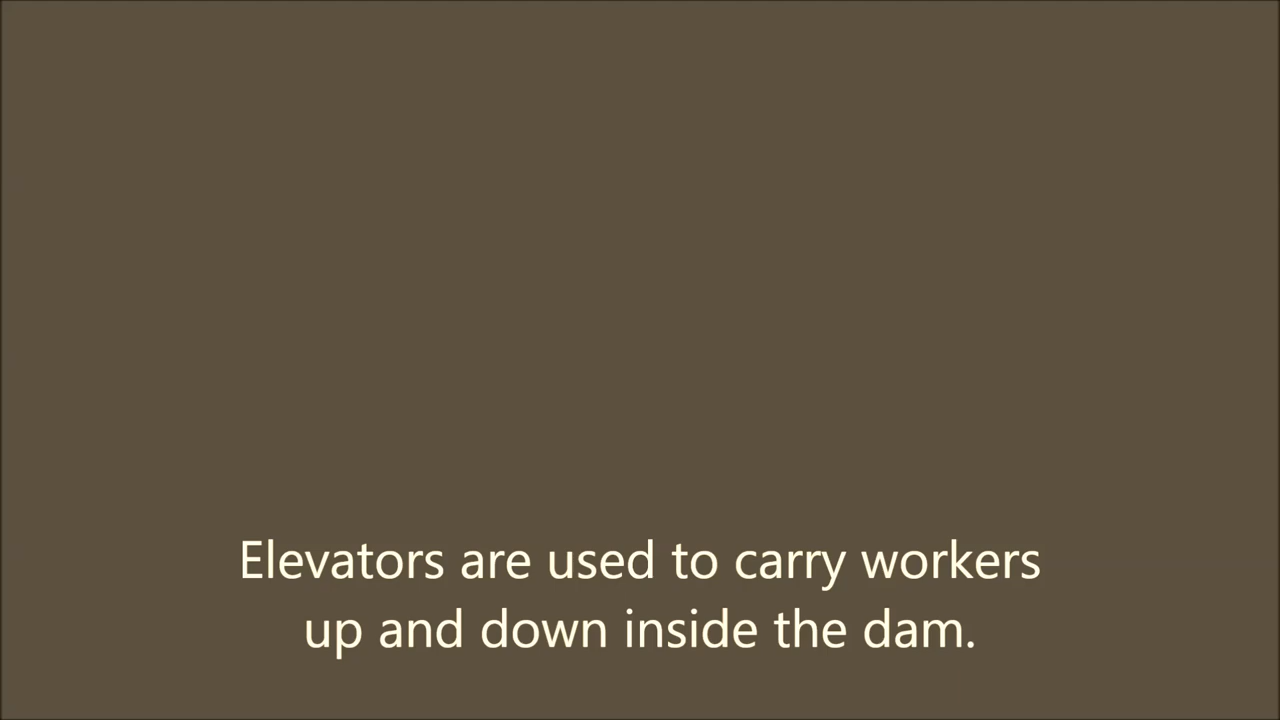 Elevators are used to carry workers
up and down inside the dam.